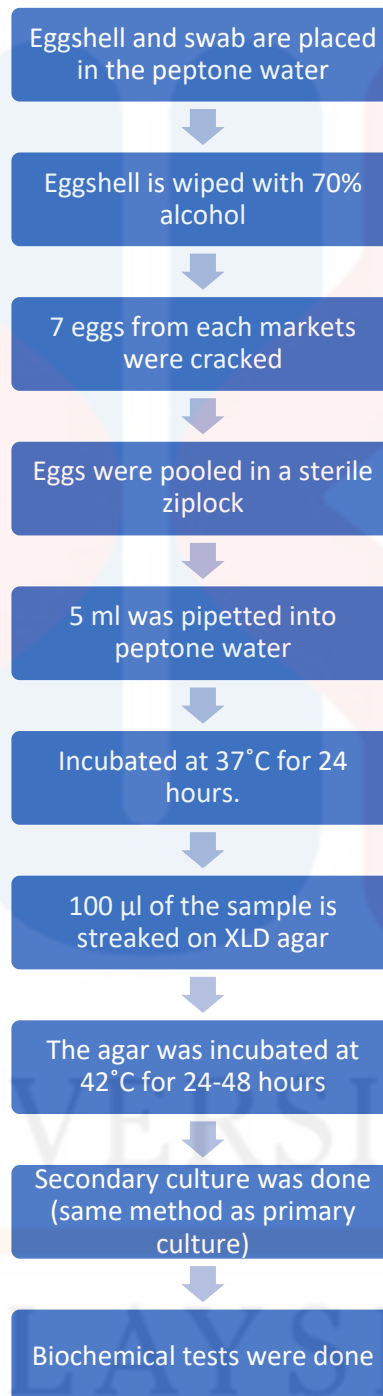 Eggshell and swab are placed
in the peptone water
Eggshell is wiped with 70%
alcohol
7 eggs from each markets
were cracked
Eggs were pooled in a sterile
ziplock
5 ml was pipetted into
peptone water
Incubated at 37˚C for 24
hours.
100 µl of the sample is
streaked on XLD agar
The agar was incubated at
42˚C for 24-48 hours
VERSI
Secondary culture was done
(same method as primary
culture)
LAYS
Biochemical tests were done